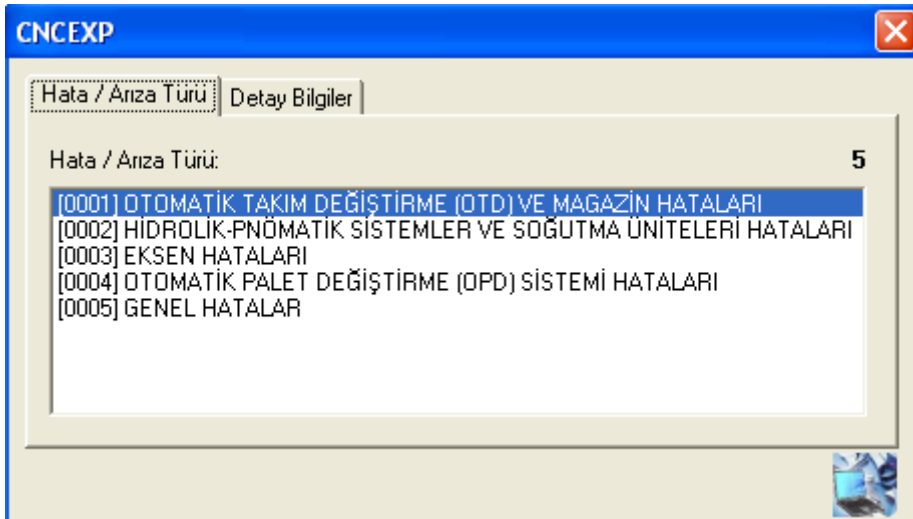 CNCEXP
Hata / Arıza Türü
Detay Bilgiler
Hata / Arıza Türü: 5
[0001] OTOMATİK TAKIM DEĞİŞTİRME (OTD) VE MAGAZİN HATALARI
[0002] HİDROLİK-PNÖMATİK SİSTEMLER VE SOĞUTMA ÜNİTELERİ HATALARI
[0003] EKSEN HATALARI
[0004] OTOMATİK PALET DEĞİŞTİRME (OPD) SİSTEMİ HATALARI
[0005] GENEL HATALAR